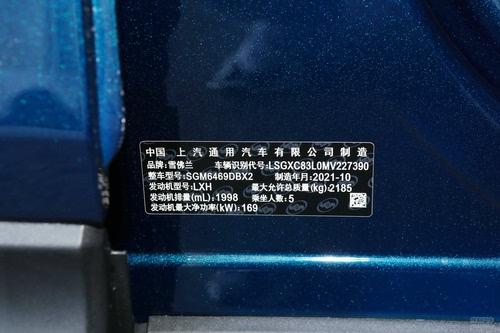 中国 上汽通用汽车有限公司制造
品牌:雪佛兰 车辆识别代号:LSGXC83L0MV227390
整车型号:SGM6469DBX2 制造年月:2021-10
发动机型号:LXH 最大允许总质量(kg):2185
发动机排量(mL):1998 乘坐人数:5
发动机最大净功率(kW):169